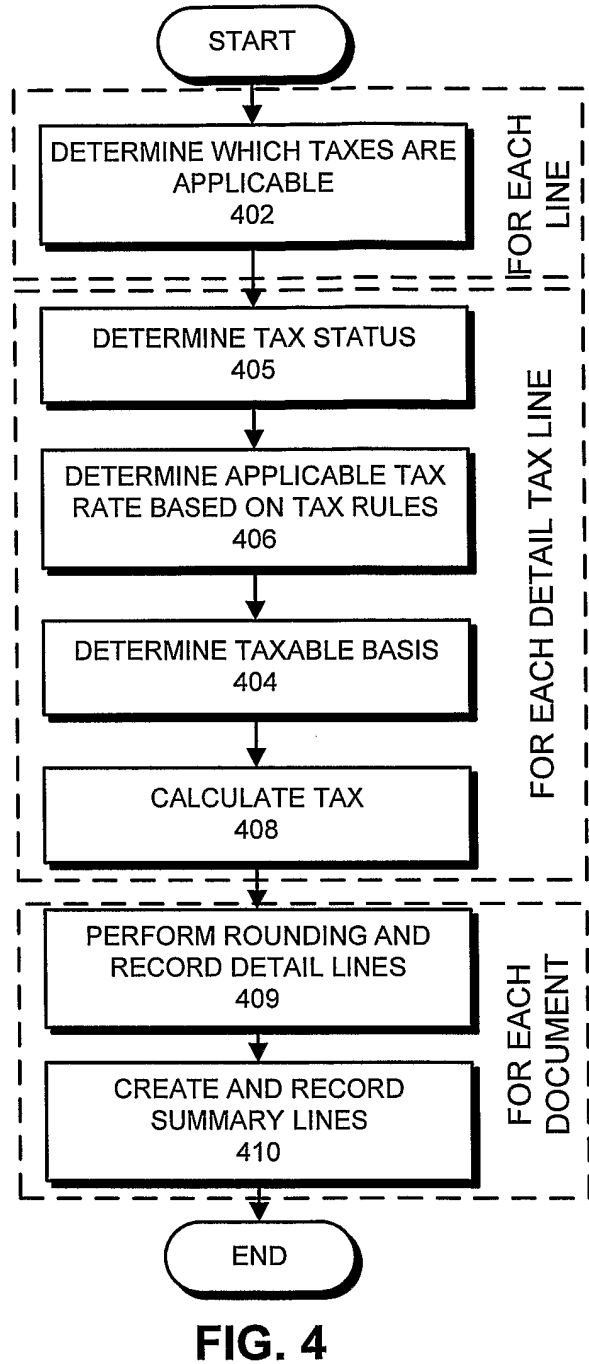 START
DETERMINE WHICH TAXES ARE
APPLICABLE
402
FOR EACH
LINE
DETERMINE TAX STATUS
405
DETERMINE APPLICABLE TAX
RATE BASED ON TAX RULES
406
DETERMINE TAXABLE BASIS
404
CALCULATE TAX
408
FOR EACH DETAIL TAX LINE
PERFORM ROUNDING AND
RECORD DETAIL LINES
409
CREATE AND RECORD
SUMMARY LINES
410
FOR EACH
DOCUMENT
END
FIG. 4